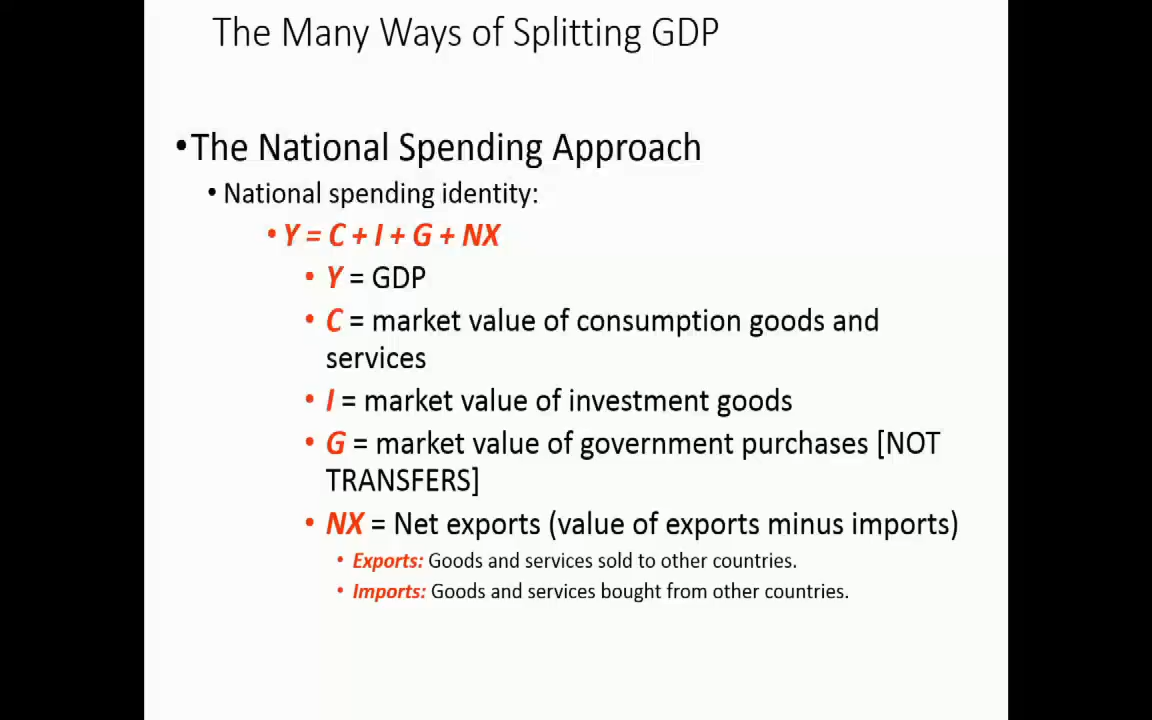 The Many Ways of Splitting GDP
•The National Spending Approach
• National spending identity:
• Y = C + I + G + NX
• Y = GDP
• C = market value of consumption goods and
services
• I = market value of investment goods
• G = market value of government purchases [NOT
TRANSFERS]
• NX = Net exports (value of exports minus imports)
• Exports: Goods and services sold to other countries.
• Imports: Goods and services bought from other countries.